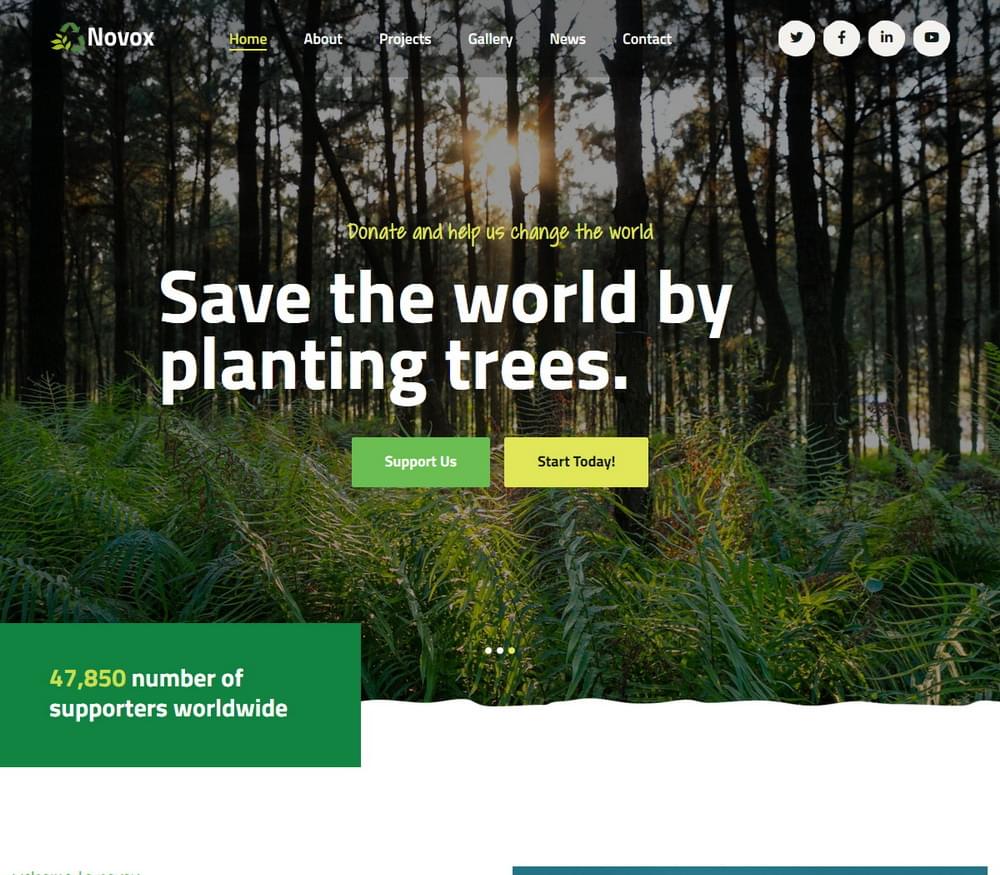 Novox
Home About Projects Gallery News Contact
Donate and help us change the world
Save the world by
planting trees.
Support Us Start Today!
47,850 number of
supporters worldwide